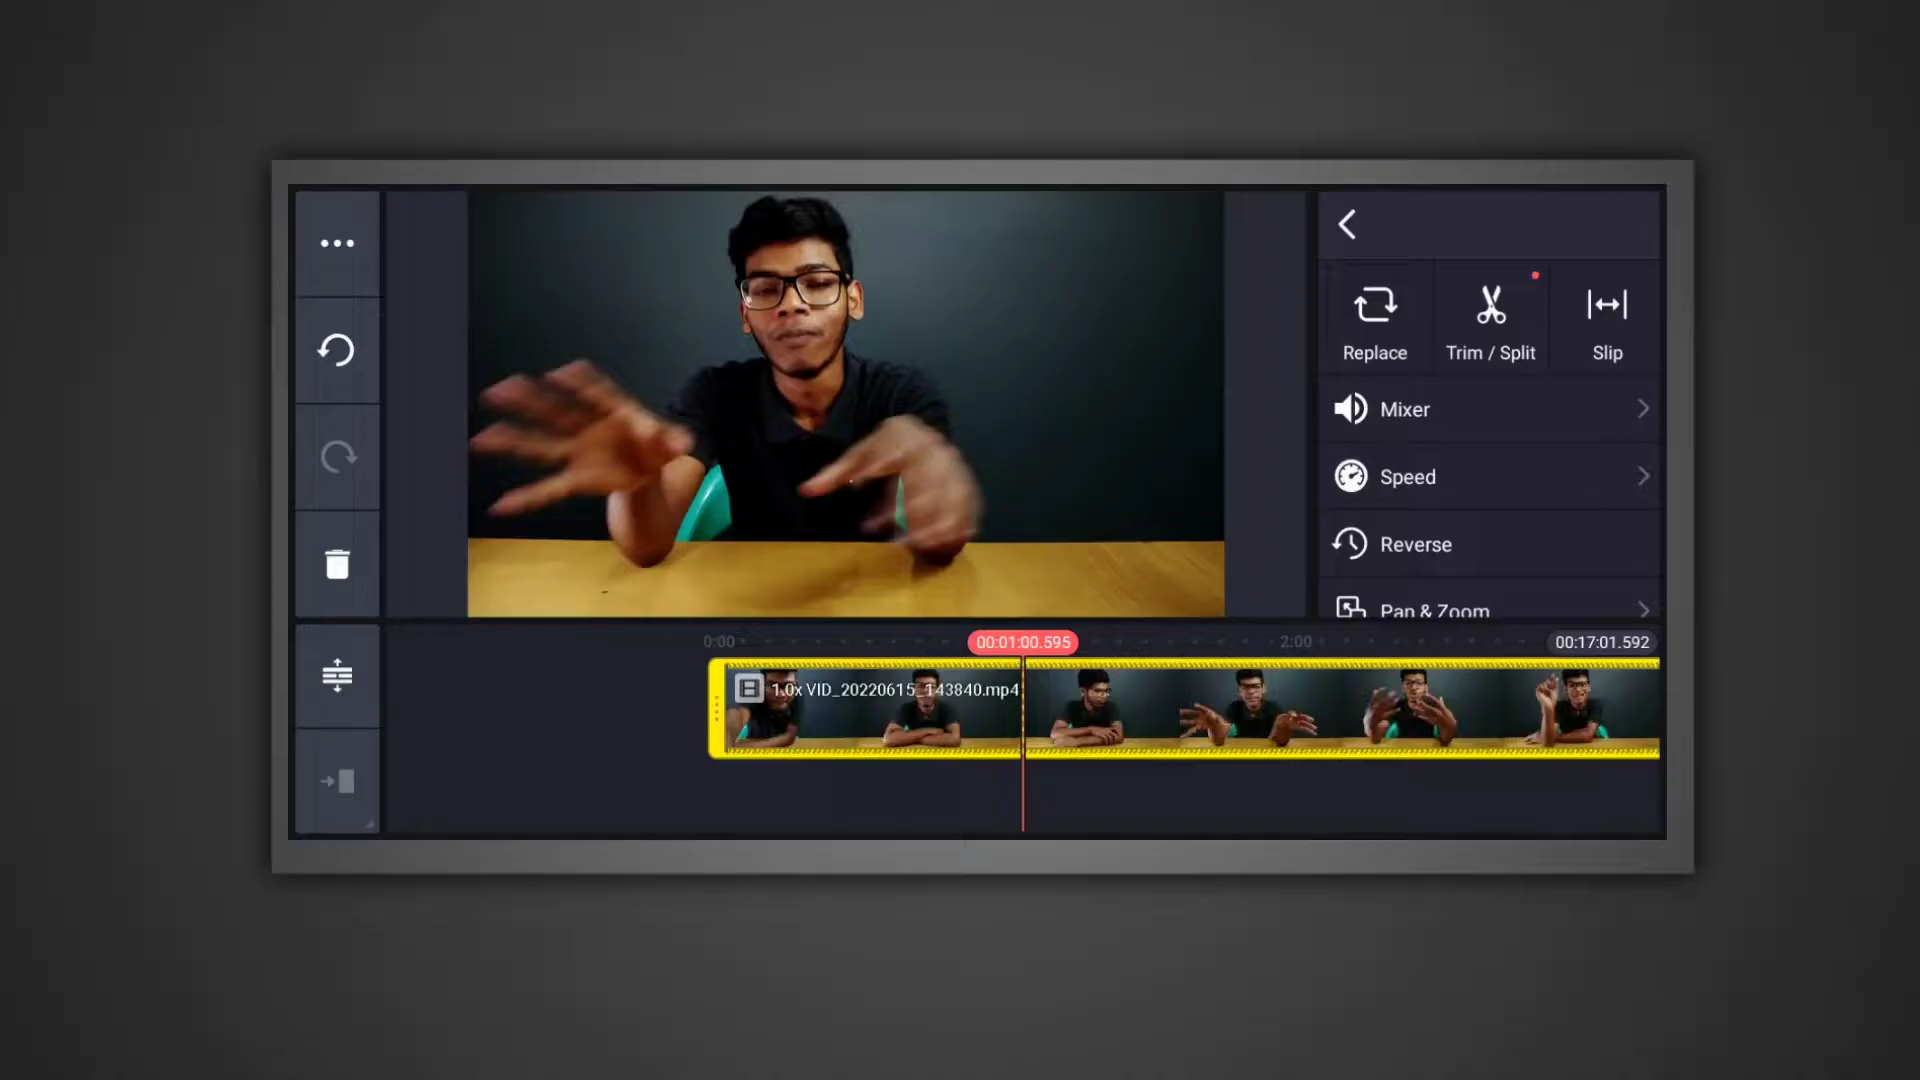 Replace
Trim / Split
Slip
Mixer
Speed
Reverse
Pan & Zoom
0:00
00:01:00.595
2:00
00:17:01.592
1.0x VID_20220615_143840.mp4